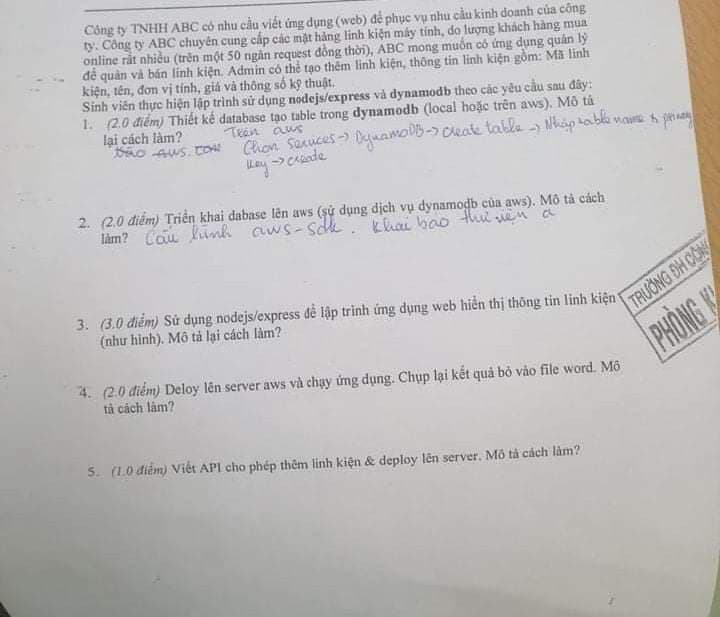 Công ty TNHH ABC có nhu cầu viết ứng dụng (web) để phục vụ nhu cầu kinh doanh của công
ty. Công ty ABC chuyên cung cấp các mặt hàng linh kiện máy tính, do lượng khách hàng mua
online rất nhiều (trên một 50 ngàn request đồng thời), ABC mong muốn có ứng dụng quản lý
để quản và bán linh kiện. Admin có thể tạo thêm linh kiện, thông tin linh kiện gồm: Mã linh
kiện, tên, đơn vị tính, giá và thông số kỹ thuật.
Sinh viên thực hiện lập trình sử dụng nodejs/express và dynamodb theo các yêu cầu sau đây:
1. (2.0 điểm) Thiết kế database tạo table trong dynamodb (local hoặc trên aws). Mô tả
lại cách làm? Trên aws
Vào aws.com Chọn Services -> DynamoDB -> create table -> Nhập table name & primary
key -> create
2. (2.0 điểm) Triển khai dabase lên aws (sử dụng dịch vụ dynamodb của aws). Mô tả cách
làm? Cấu hình aws-sdk. Khai báo thư viện a
3. (3.0 điểm) Sử dụng nodejs/express để lập trình ứng dụng web hiển thị thông tin linh kiện
(như hình). Mô tả lại cách làm?
TRƯỜNG ĐH CÔN
PHÒNG K
4. (2.0 điểm) Deloy lên server aws và chạy ứng dụng. Chụp lại kết quả bỏ vào file word. Mô
tả cách làm?
5. (1.0 điểm) Viết API cho phép thêm linh kiện & deploy lên server. Mô tả cách làm?